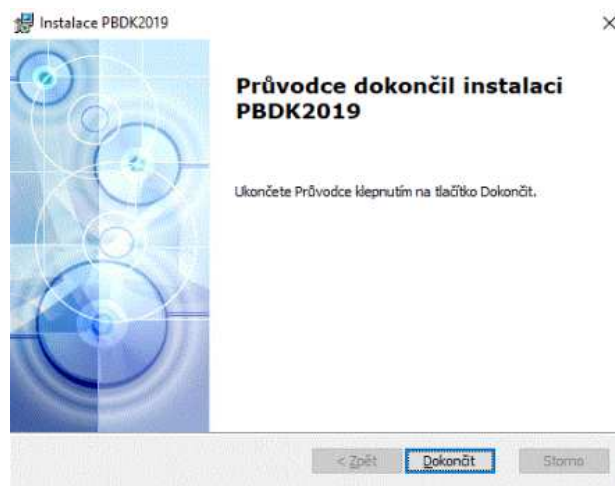 Instalace PBDK2019
Průvodce dokončil instalaci
PBDK2019
Ukončete Průvodce klepnutím na tlačítko Dokončit.
< Zpět
Dokončit
Storno